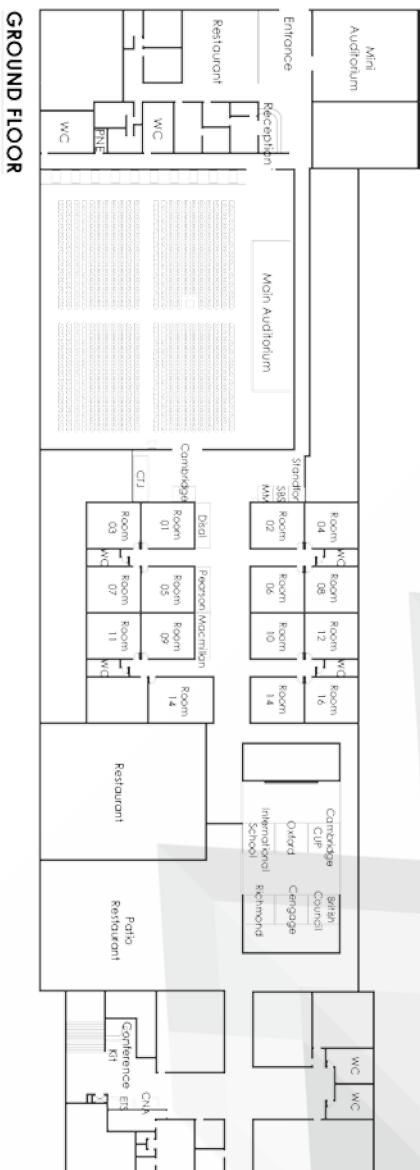 GROUND FLOOR
Mini
Auditorium
Entrance
Restaurant
Reception
WC
PNE
WC
Main Auditorium
Cambridge
CTJ
Standfor
SBS
MM
Disal
Room
01
Room
03
Room
02
Room
04
WC
WC
Pearson
Room
05
Room
07
Room
06
Room
08
Macmillan
Room
09
Room
11
Room
10
Room
12
WC
WC
Room
14
Room
14
Room
16
Restaurant
Cambridge
CUP
Oxford
International
School
British
Council
Cengage
Richmond
Patio
Restaurant
Conference
Kit
CNA
ETS
WC
WC